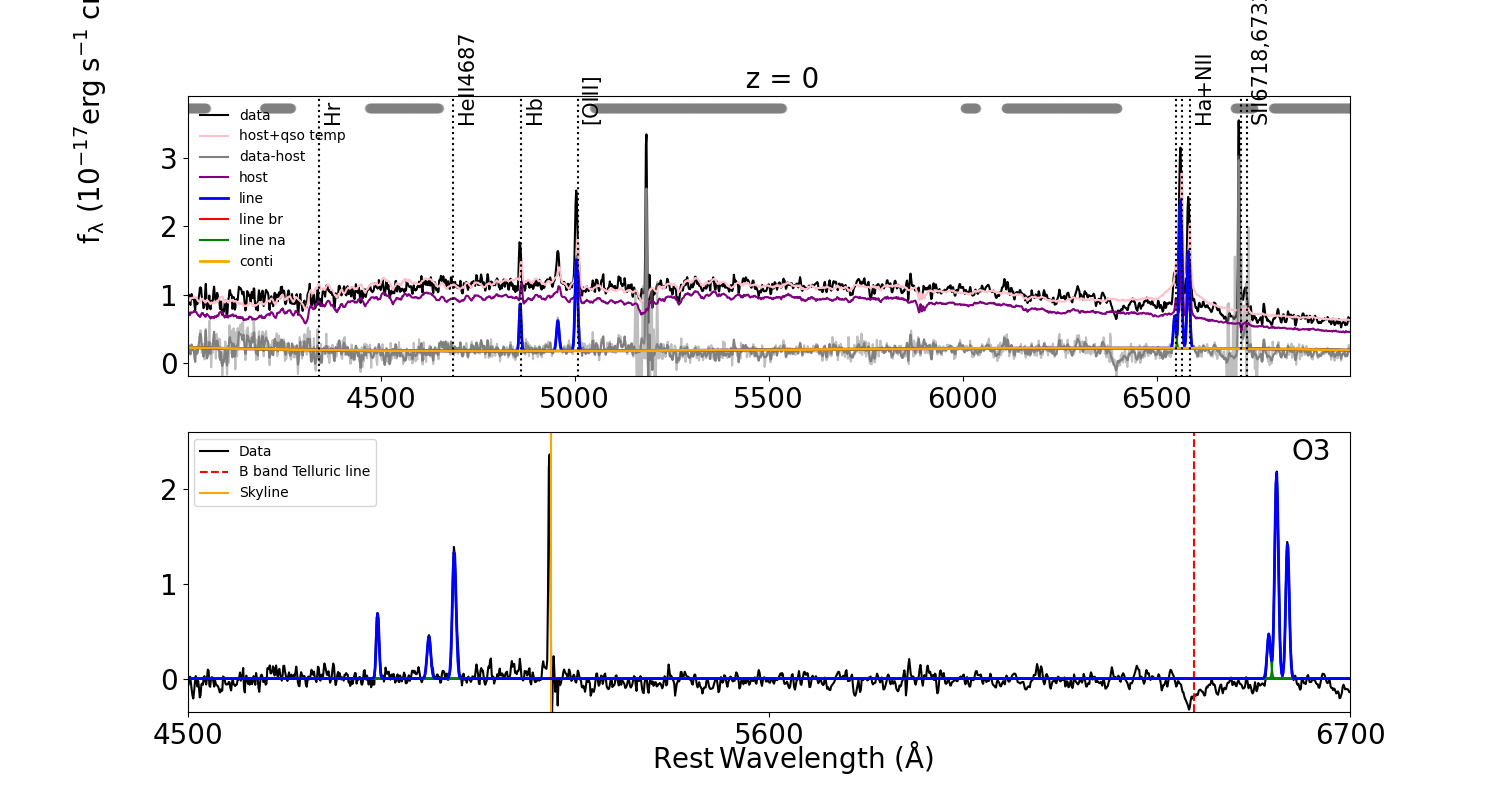 z = 0
f_λ (10^−17 erg s^−1
Hr
HeII4687
Hb
[OIII]
Ha+NII
SII6718,673
data
host+qso temp
data-host
host
line
line br
line na
conti
3
2
1
0
4500 5000 5500 6000 6500
O3
Data
B band Telluric line
Skyline
2
1
0
4500 5600 6700
Rest Wavelength (Å)